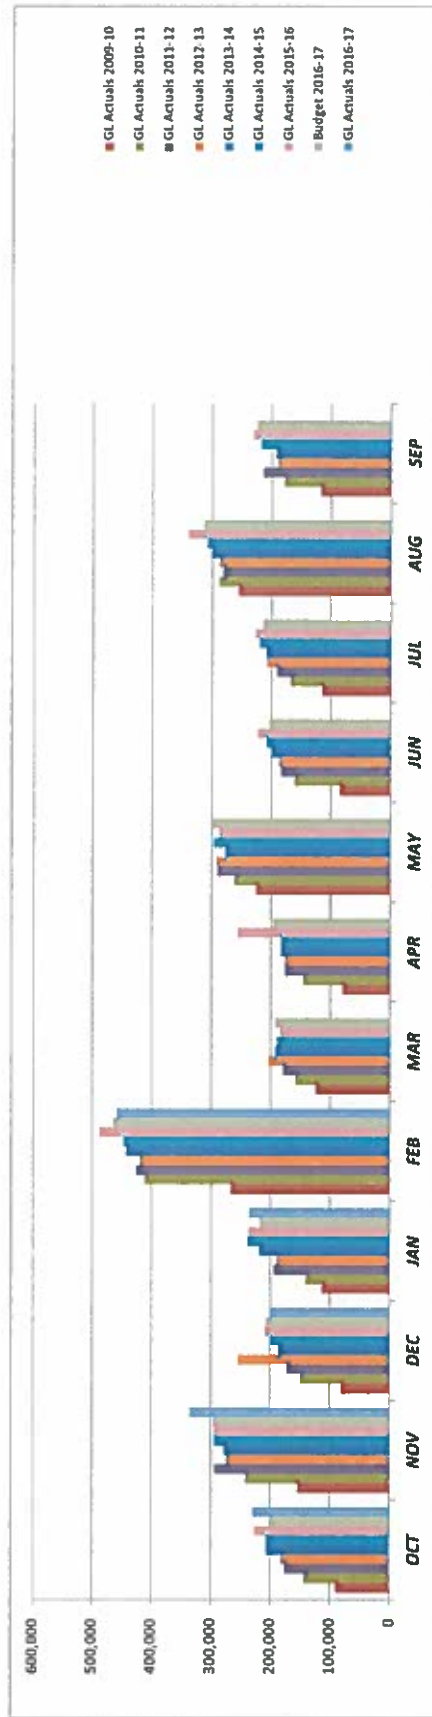 600,000
500,000
400,000
300,000
200,000
100,000
0
OCT
NOV
DEC
JAN
FEB
MAR
APR
MAY
JUN
JUL
AUG
SEP
GL Actuals 2009-10
GL Actuals 2010-11
GL Actuals 2011-12
GL Actuals 2012-13
GL Actuals 2013-14
GL Actuals 2014-15
GL Actuals 2015-16
Budget 2016-17
GL Actuals 2016-17